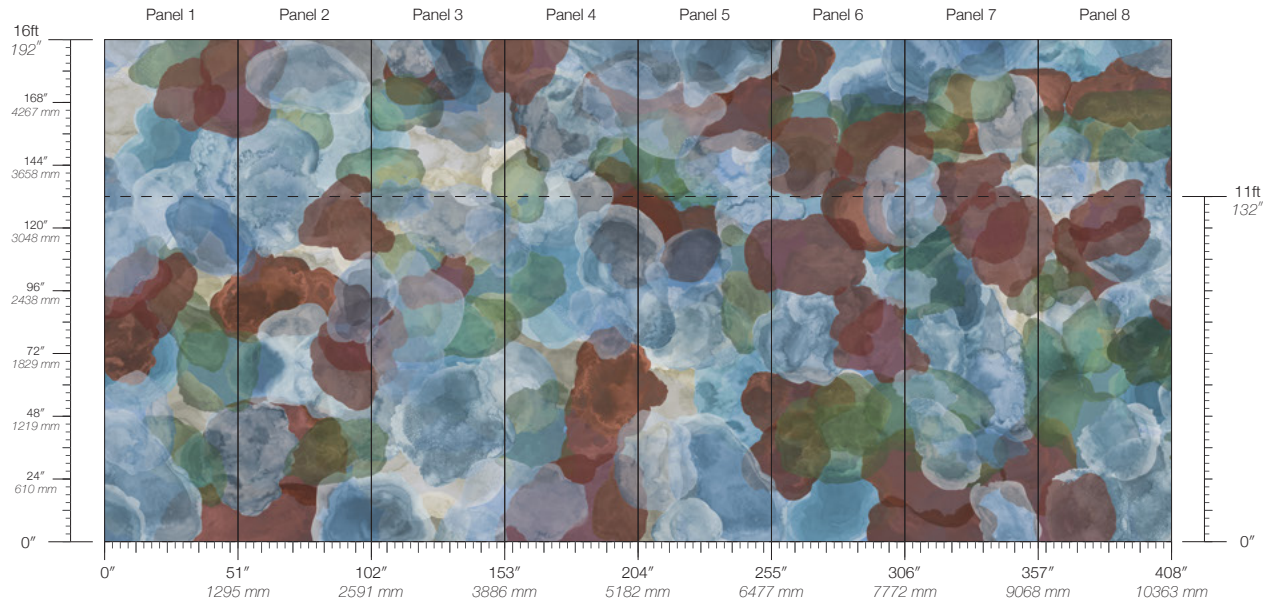 Panel 1 Panel 2 Panel 3 Panel 4 Panel 5 Panel 6 Panel 7 Panel 8
16ft
192″
168″
4267 mm
144″
3658 mm
11ft
132″
120″
3048 mm
96″
2438 mm
72″
1829 mm
48″
1219 mm
24″
610 mm
0″ 0″
0″ 51″ 102″ 153″ 204″ 255″ 306″ 357″ 408″
1295 mm 2591 mm 3886 mm 5182 mm 6477 mm 7772 mm 9068 mm 10363 mm